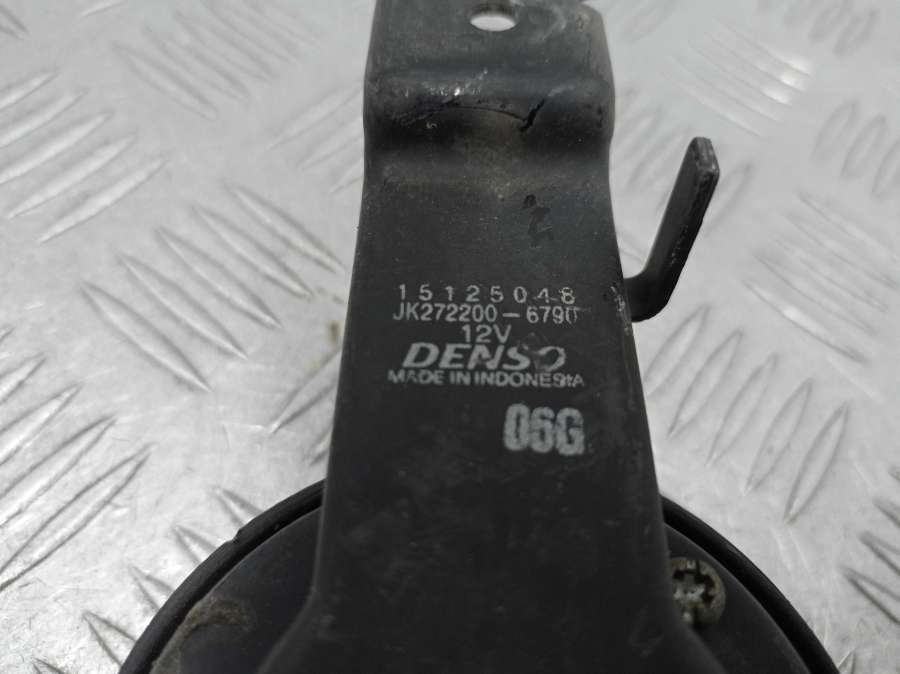 15125048
JK272200-6790
12V
DENSO
MADE IN INDONESIA
06G